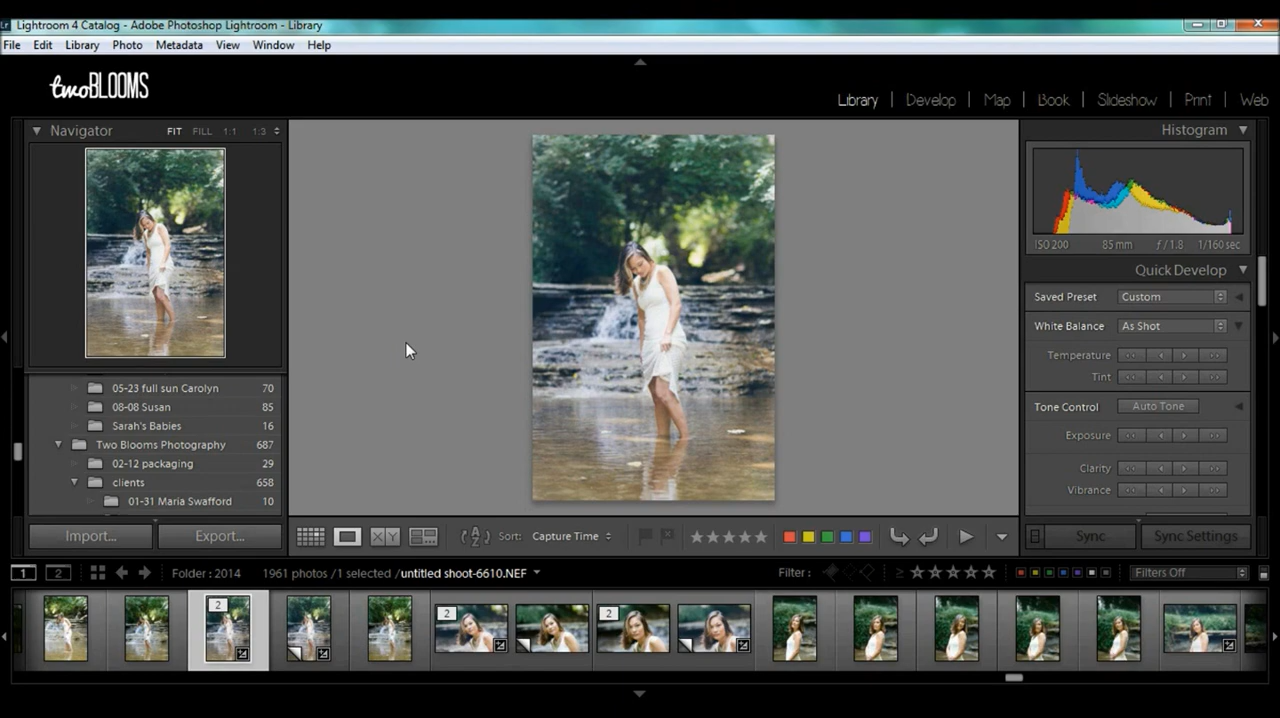 Lr Lightroom 4 Catalog - Adobe Photoshop Lightroom - Library
File Edit Library Photo Metadata View Window Help
twoBLOOMS
Library | Develop | Map | Book | Slideshow | Print | Web
Navigator FIT FILL 1:1 1:3
Histogram
ISO 200 85 mm ƒ / 1.8 1/160 sec
Quick Develop
Saved Preset Custom
White Balance As Shot
Temperature
Tint
Tone Control Auto Tone
Exposure
Clarity
Vibrance
05-23 full sun Carolyn 70
08-08 Susan 85
Sarah's Babies 16
Two Blooms Photography 687
02-12 packaging 29
clients 658
01-31 Maria Swafford 10
Import... Export...
X Y
A Z Sort: Capture Time
Sync Sync Settings
1 2 Folder : 2014 1961 photos / 1 selected / untitled shoot-6610.NEF
Filter : Filters Off
2 2 2